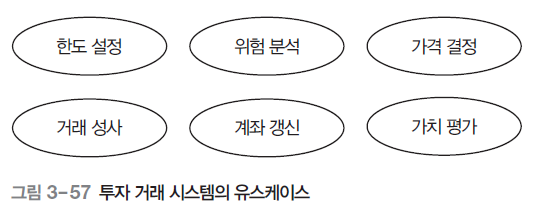 한도 설정
위험 분석
가격 결정
거래 성사
계좌 갱신
가치 평가
그림 3-57 투자 거래 시스템의 유스케이스